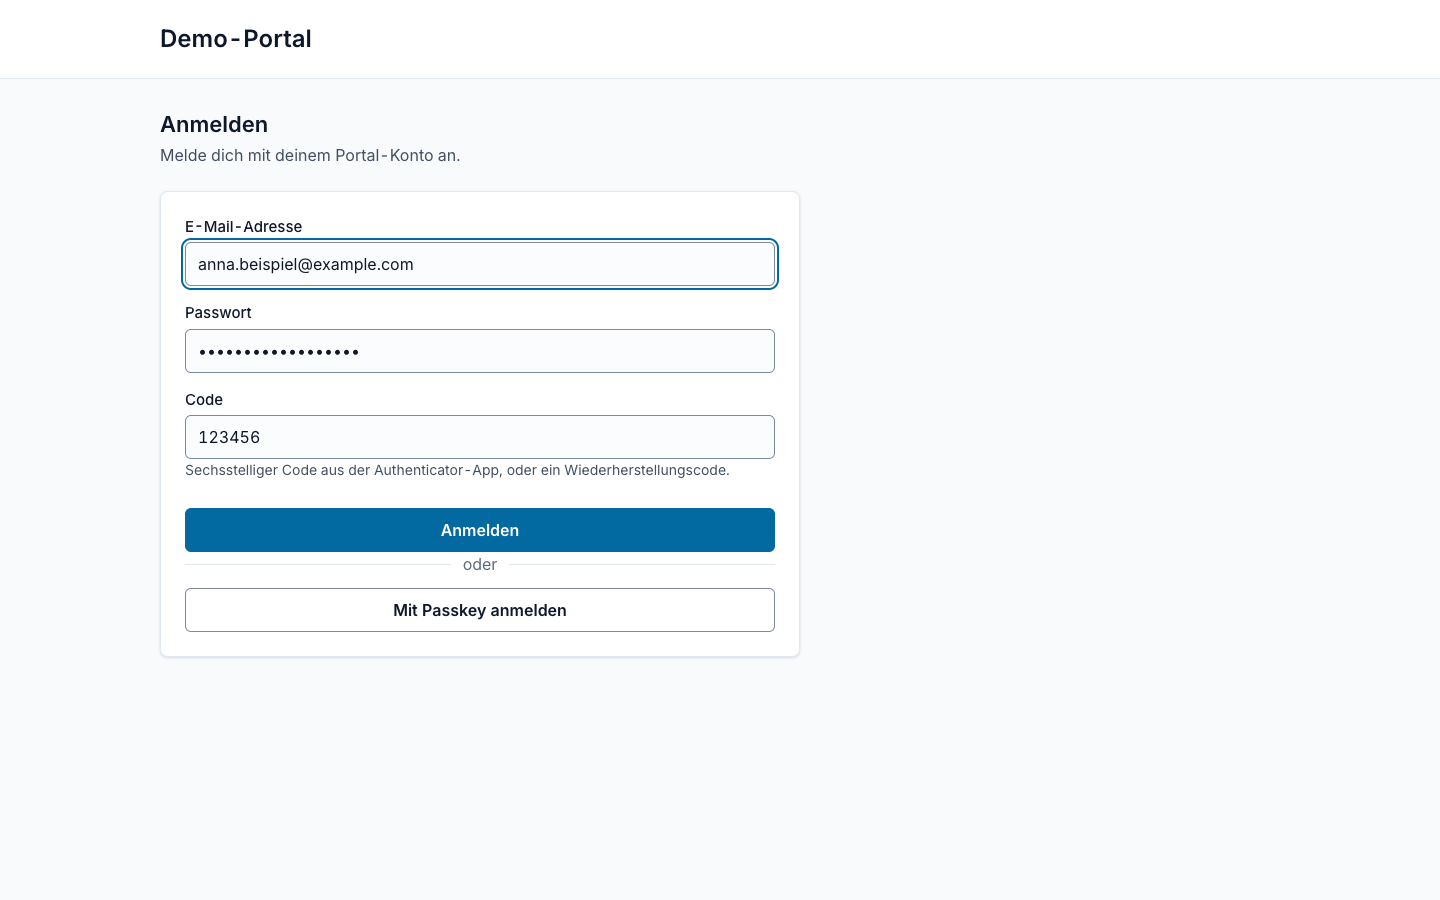 Demo-Portal
Anmelden
Melde dich mit deinem Portal-Konto an.
E-Mail-Adresse
anna.beispiel@example.com
Passwort
••••••••••••••••••
Code
123456
Sechsstelliger Code aus der Authenticator-App, oder ein Wiederherstellungscode.
Anmelden
oder
Mit Passkey anmelden